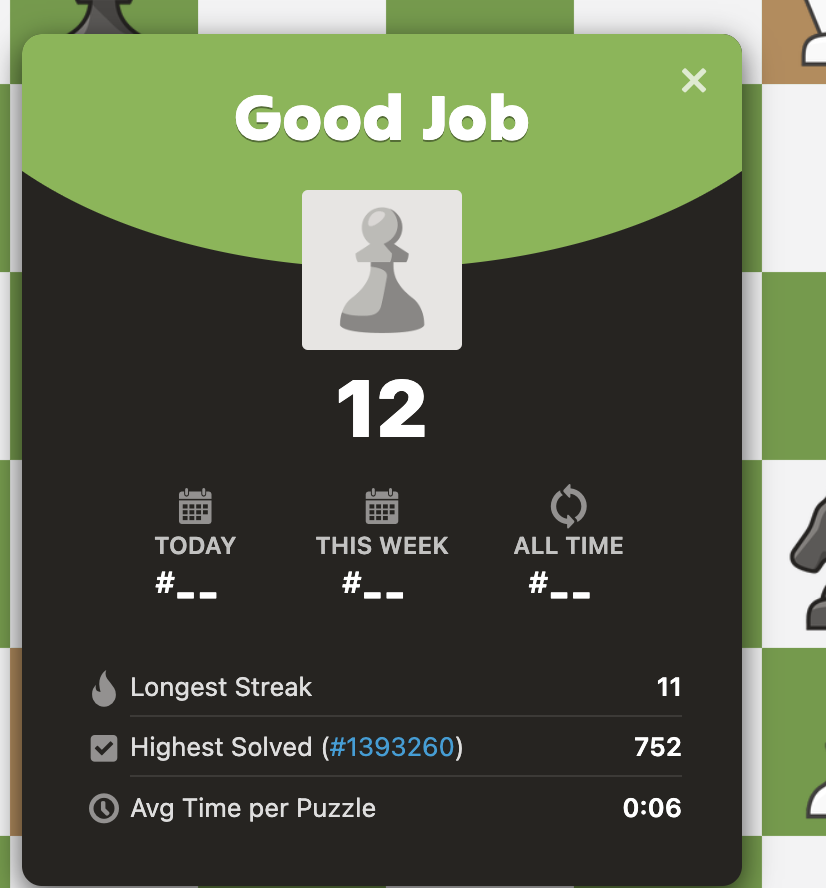 Good Job
12
TODAY THIS WEEK ALL TIME
#__ #__ #__
Longest Streak 11
Highest Solved (#1393260) 752
Avg Time per Puzzle 0:06